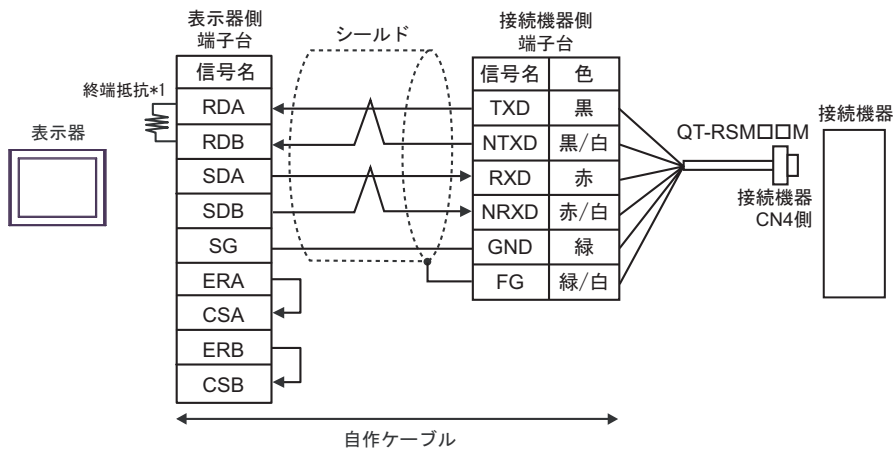 表示器側
端子台
シールド
接続機器側
端子台
信号名
信号名 色
終端抵抗*1
RDA
TXD 黒
RDB
NTXD 黒/白
SDA
RXD 赤
SDB
NRXD 赤/白
SG
GND 緑
ERA
FG 緑/白
CSA
ERB
CSB
表示器
QT-RSM□□M
接続機器
接続機器
CN4側
自作ケーブル